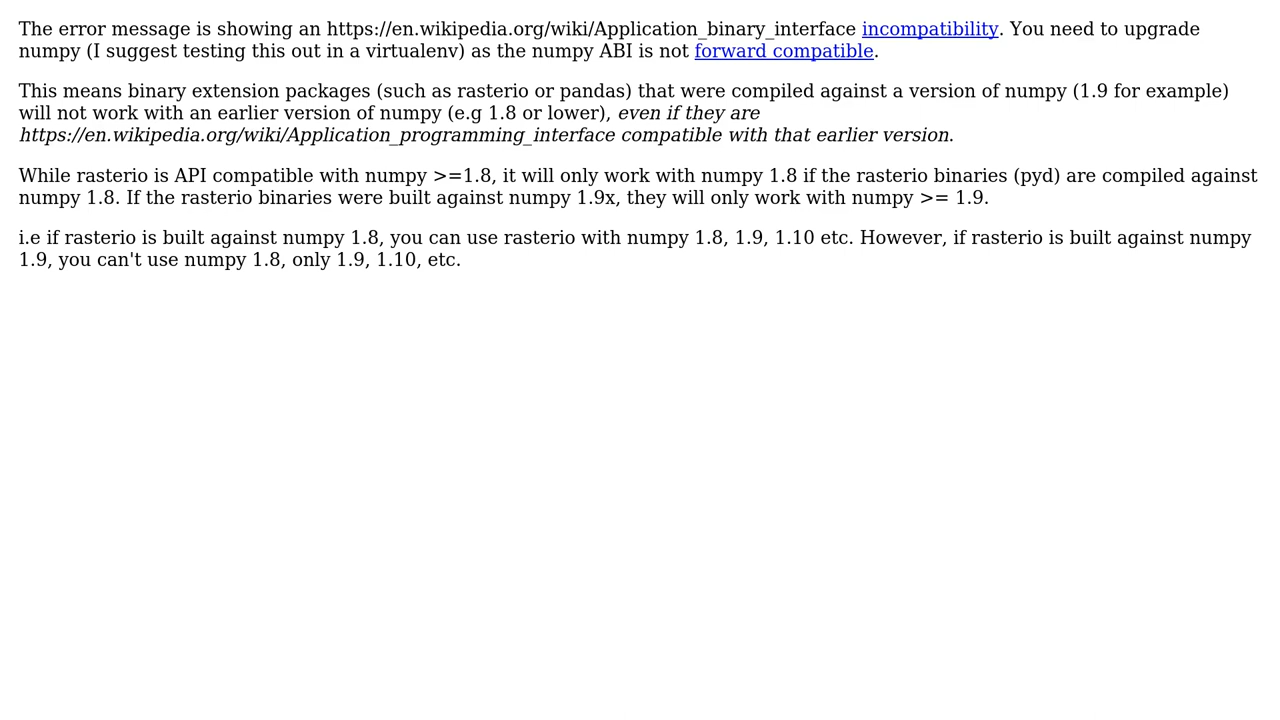 The error message is showing an https://en.wikipedia.org/wiki/Application_binary_interface incompatibility. You need to upgrade
numpy (I suggest testing this out in a virtualenv) as the numpy ABI is not forward compatible.
This means binary extension packages (such as rasterio or pandas) that were compiled against a version of numpy (1.9 for example)
will not work with an earlier version of numpy (e.g 1.8 or lower), even if they are
https://en.wikipedia.org/wiki/Application_programming_interface compatible with that earlier version.
While rasterio is API compatible with numpy >=1.8, it will only work with numpy 1.8 if the rasterio binaries (pyd) are compiled against
numpy 1.8. If the rasterio binaries were built against numpy 1.9x, they will only work with numpy >= 1.9.
i.e if rasterio is built against numpy 1.8, you can use rasterio with numpy 1.8, 1.9, 1.10 etc. However, if rasterio is built against numpy
1.9, you can't use numpy 1.8, only 1.9, 1.10, etc.